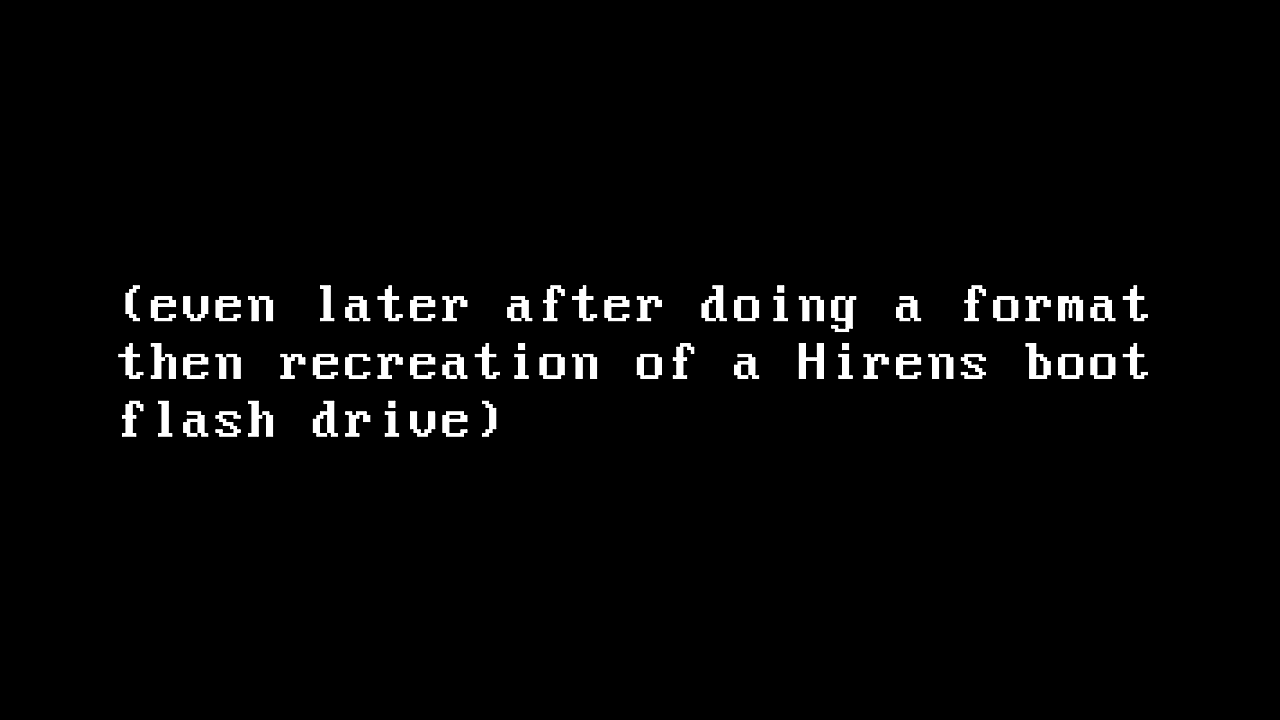 (even later after doing a format
then recreation of a Hirens boot
flash drive)